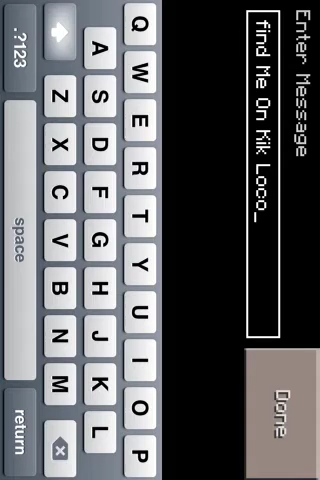 Enter Message
find Me On Kik Loco_
Done
Q W E R T Y U I O P
A S D F G H J K L
Z X C V B N M
.?123 space return